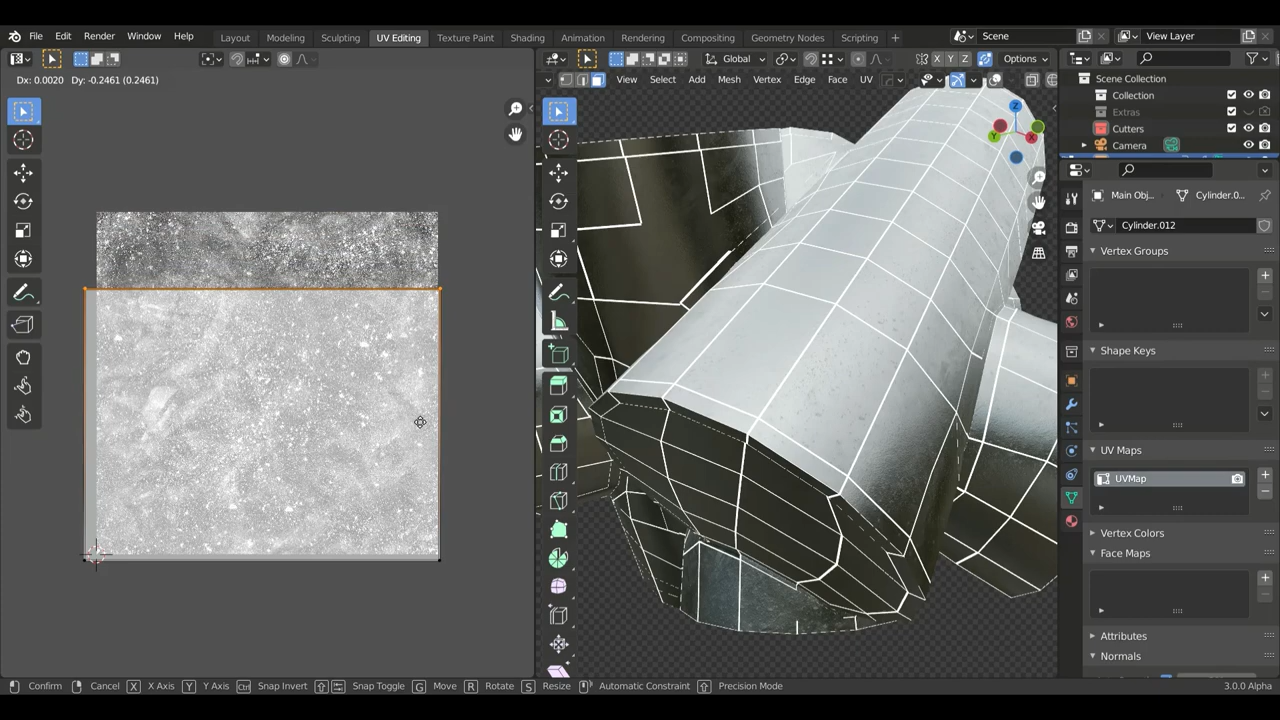 File Edit Render Window Help Layout Modeling Sculpting UV Editing Texture Paint Shading Animation Rendering Compositing Geometry Nodes Scripting + Scene View Layer
Global X Y Z Options
Dx: 0.0020 Dy: -0.2461 (0.2461)
View Select Add Mesh Vertex Edge Face UV
Scene Collection
Collection
Extras
Cutters
Camera
Z
Y
X
Main Obj... Cylinder.0...
Cylinder.012
Vertex Groups
Shape Keys
UV Maps
UVMap
Vertex Colors
Face Maps
Attributes
Normals
Confirm Cancel X X Axis Y Y Axis Ctrl Snap Invert Snap Toggle G Move R Rotate S Resize Automatic Constraint Precision Mode 3.0.0 Alpha